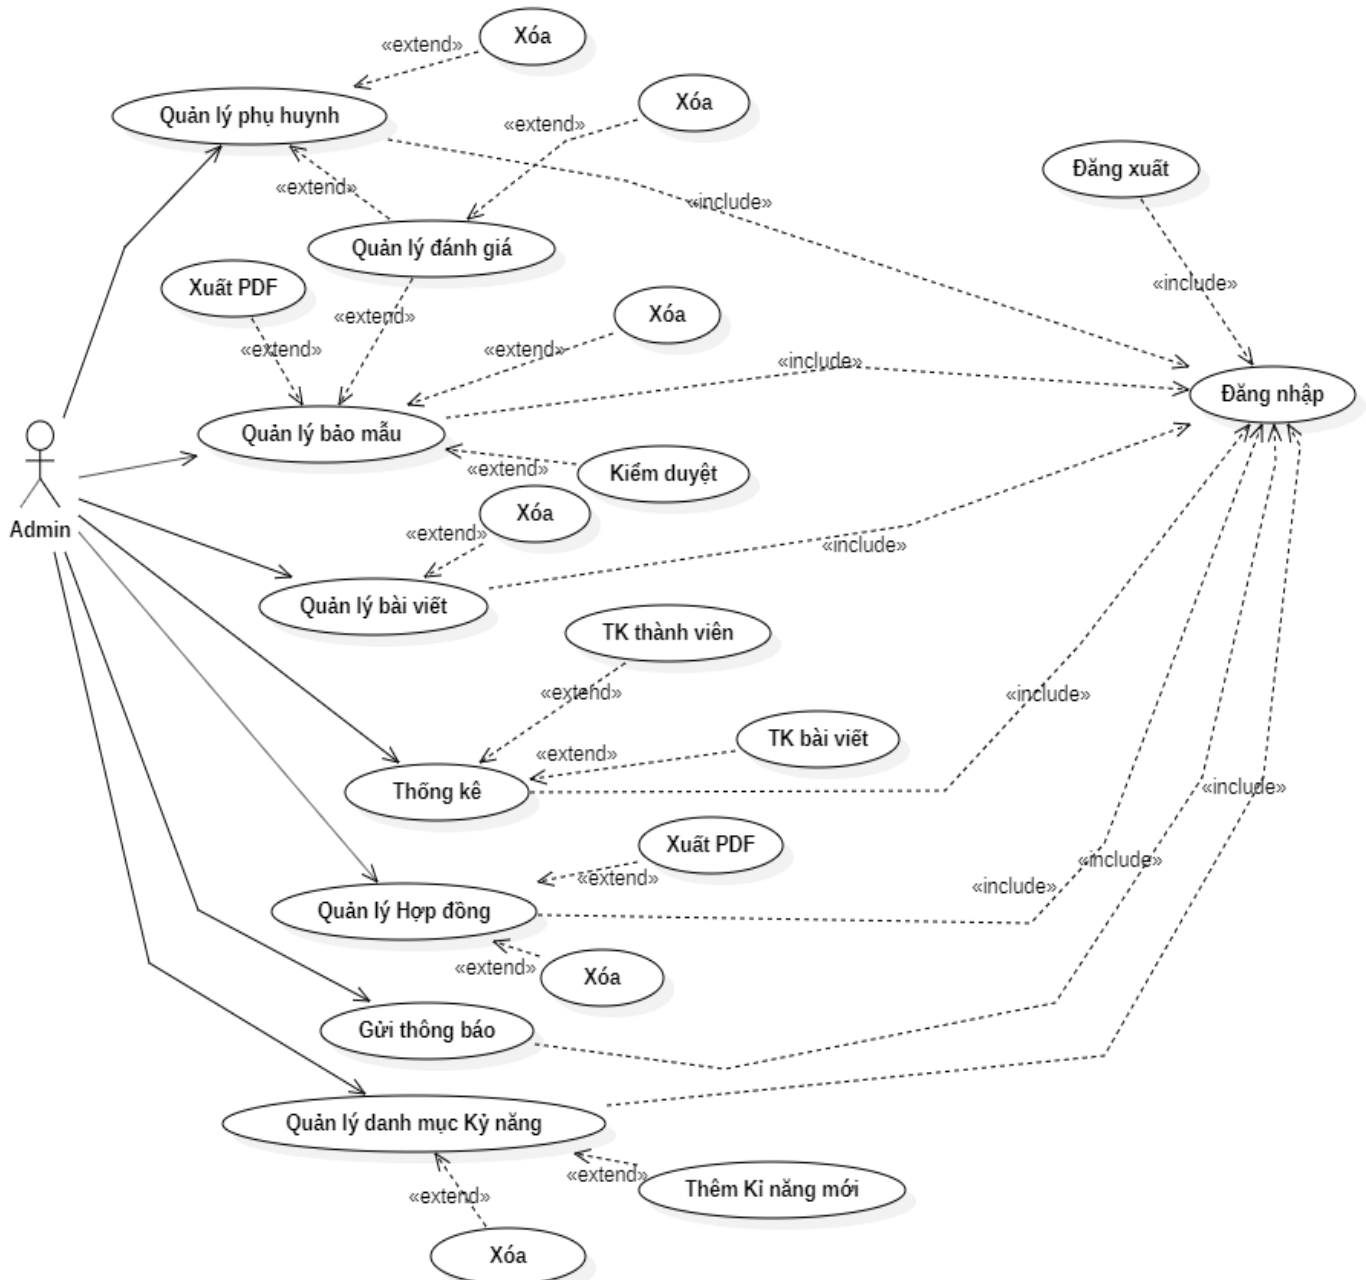 Xóa
«extend»
Quản lý phụ huynh
Xóa
«extend»
Đăng xuất
«extend»
«include»
Quản lý đánh giá
Xuất PDF
«include»
«extend»
Xóa
«extend»
«extend»
«include»
Đăng nhập
Quản lý bảo mẫu
«extend»
Kiểm duyệt
Xóa
Admin
«extend»
«include»
Quản lý bài viết
TK thành viên
«extend»
«include»
TK bài viết
«extend»
Thống kê
«include»
Xuất PDF
«include»
«extend»
«include»
Quản lý Hợp đồng
«extend»
Xóa
Gửi thông báo
Quản lý danh mục Kỹ năng
«extend»
Thêm Kĩ năng mới
«extend»
Xóa